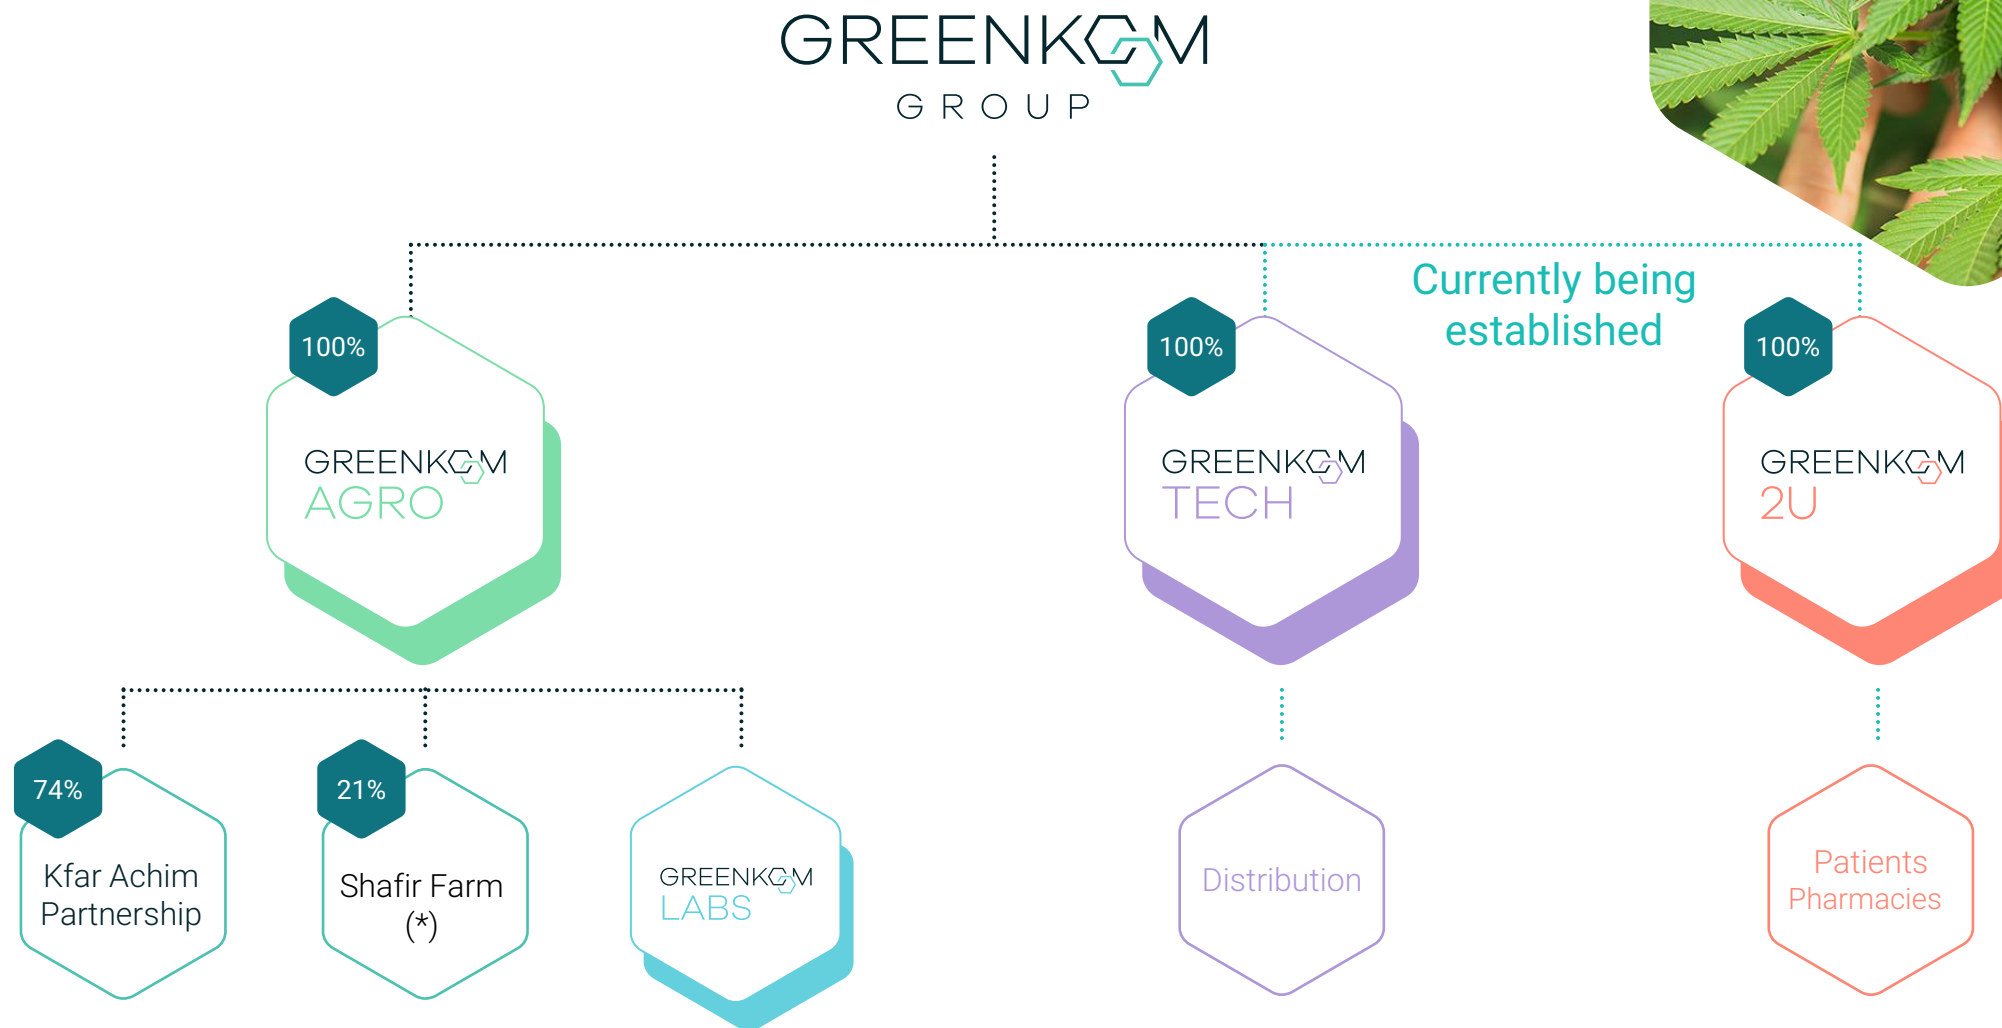 GREENKOM
GROUP
Currently being
established
100%
GREENKOM
AGRO
100%
GREENKOM
TECH
100%
GREENKOM
2U
74%
Kfar Achim
Partnership
21%
Shafir Farm
(*)
GREENKOM
LABS
Distribution
Patients
Pharmacies